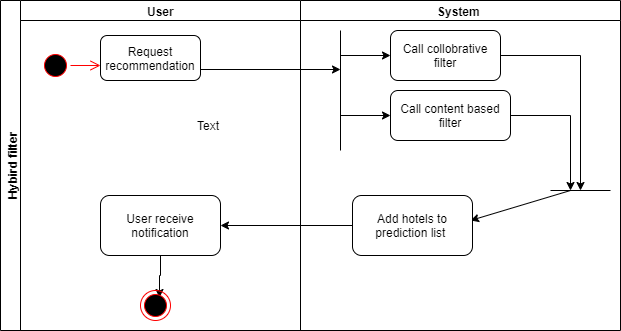 User
System
Hybird filter
Request
recommendation
Call collobrative
filter
Call content based
filter
Text
User receive
notification
Add hotels to
prediction list